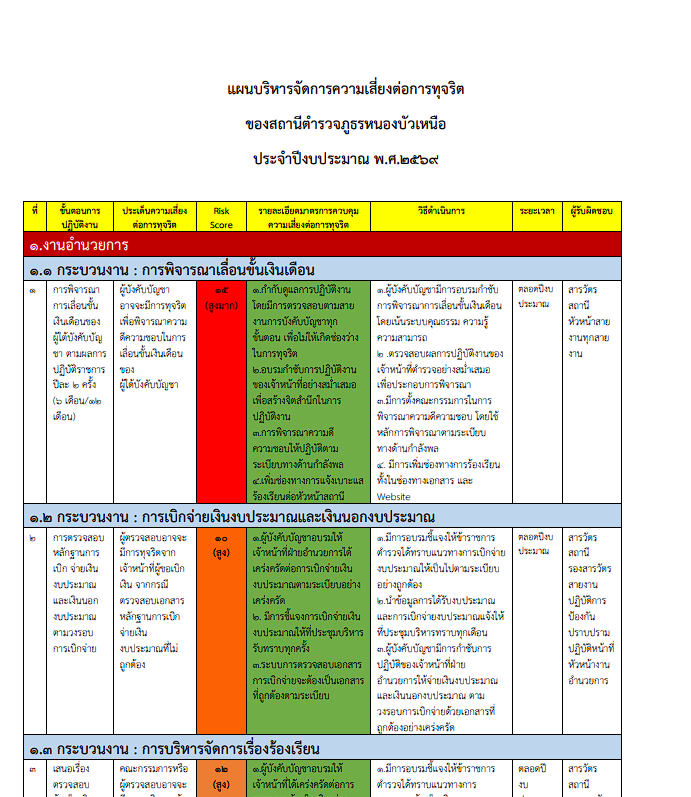 แผนบริหารจัดการความเสี่ยงต่อการทุจริต
ของสถานีตำรวจภูธรหนองบัวเหนือ
ประจำปีงบประมาณ พ.ศ.๒๕๖๙
ที่
ขั้นตอนการ
ปฏิบัติงาน
ประเด็นความเสี่ยง
ต่อการทุจริต
Risk
Score
รายละเอียดมาตรการควบคุม
ความเสี่ยงต่อการทุจริต
วิธีดำเนินการ
ระยะเวลา
ผู้รับผิดชอบ
๑.งานอำนวยการ
๑.๑ กระบวนงาน : การพิจารณาเลื่อนขั้นเงินเดือน
๑
การพิจารณา
การเลื่อนขั้น
เงินเดือนของ
ผู้ใต้บังคับบัญ
ชา ตามผลการ
ปฏิบัติราชการ
ปีละ ๒ ครั้ง
(๖ เดือน/๑๒
เดือน)
ผู้บังคับบัญชา
อาจจะมีการทุจริต
เพื่อพิจารณาความ
ดีความชอบในการ
เลื่อนขั้นเงินเดือน
ของ
ผู้ใต้บังคับบัญชา
๑๕
(สูงมาก)
๑.กำกับดูแลการปฏิบัติงาน
โดยมีการตรวจสอบตามสาย
งานการบังคับบัญชาทุก
ขั้นตอน เพื่อไม่ให้เกิดช่องว่าง
ในการทุจริต
๒.อบรมกำชับการปฏิบัติงาน
ของเจ้าหน้าที่อย่างสม่ำเสมอ
เพื่อสร้างจิตสำนึกในการ
ปฏิบัติงาน
๓.การพิจารณาความดี
ความชอบให้ปฏิบัติตาม
ระเบียบทางด้านกำลังพล
๔.เพิ่มช่องทางการแจ้งเบาะแส
ร้องเรียนต่อหัวหน้าสถานี
๑.ผู้บังคับบัญชามีการอบรมกำชับ
การพิจารณาการเลื่อนขั้นเงินเดือน
โดยเน้นระบบคุณธรรม ความรู้
ความสามารถ
๒ .ตรวจสอบผลการปฏิบัติงานของ
เจ้าหน้าที่ตำรวจอย่างสม่ำเสมอ
เพื่อประกอบการพิจารณา
๓.มีการตั้งคณะกรรมการในการ
พิจารณาความดีความชอบ โดยใช้
หลักการพิจารณาตามระเบียบ
ทางด้านกำลังพล
๔. มีการเพิ่มช่องทางการร้องเรียน
ทั้งในช่องทางเอกสาร และ
Website
ตลอดปีงบ
ประมาณ
สารวัตร
สถานี
หัวหน้าสาย
งานทุกสาย
งาน
๑.๒ กระบวนงาน : การเบิกจ่ายเงินงบประมาณและเงินนอกงบประมาณ
๒
การตรวจสอบ
หลักฐานการ
เบิก จ่ายเงิน
งบประมาณ
และเงินนอก
งบประมาณ
ตามวงรอบ
การเบิกจ่าย
ผู้ตรวจสอบอาจจะ
มีการทุจริตจาก
เจ้าหน้าที่ผู้ขอเบิก
เงิน จากกรณี
ตรวจสอบเอกสาร
หลักฐานการเบิก
จ่ายเงิน
งบประมาณที่ไม่
ถูกต้อง
๑๐
(สูง)
๑.ผู้บังคับบัญชาอบรมให้
เจ้าหน้าที่ฝ่ายอำนวยการได้
เคร่งครัดต่อการเบิกจ่ายเงิน
งบประมาณตามระเบียบอย่าง
เคร่งครัด
๒. มีการชี้แจงการเบิกจ่ายเงิน
งบประมาณให้ที่ประชุมบริหาร
รับทราบทุกครั้ง
๓.ระบบการตรวจสอบเอกสาร
การเบิกจ่ายจะต้องเป็นเอกสาร
ที่ถูกต้องตามระเบียบ
๑.มีการอบรมชี้แจงให้ข้าราชการ
ตำรวจได้ทราบแนวทางการเบิกจ่าย
งบประมาณให้เป็นไปตามระเบียบ
อย่างถูกต้อง
๒.นำข้อมูลการได้รับงบประมาณ
และการเบิกจ่ายงบประมาณแจ้งให้
ที่ประชุมบริหารทราบทุกเดือน
๓.ผู้บังคับบัญชามีการกำชับการ
ปฏิบัติของเจ้าหน้าที่ฝ่าย
อำนวยการให้จ่ายเงินงบประมาณ
และเงินนอกงบประมาณ ตาม
วงรอบการเบิกจ่ายด้วยเอกสารที่
ถูกต้องอย่างเคร่งครัด
ตลอดปีงบ
ประมาณ
สารวัตร
สถานี
รองสารวัตร
สายงาน
ปฏิบัติการ
ป้องกัน
ปราบปราม
ปฏิบัติหน้าที่
หัวหน้างาน
อำนวยการ
๑.๓ กระบวนงาน : การบริหารจัดการเรื่องร้องเรียน
๓
เสนอเรื่อง
ตรวจสอบ
คณะกรรมการหรือ
ผู้ตรวจสอบอาจจะ
๑๒
(สูง)
๑.ผู้บังคับบัญชาอบรมให้
เจ้าหน้าที่ได้เคร่งครัดต่อการ
๑.มีการอบรมชี้แจงให้ข้าราชการ
ตำรวจได้ทราบแนวทางการ
ตลอดปี
งบ
สารวัตร
สถานี